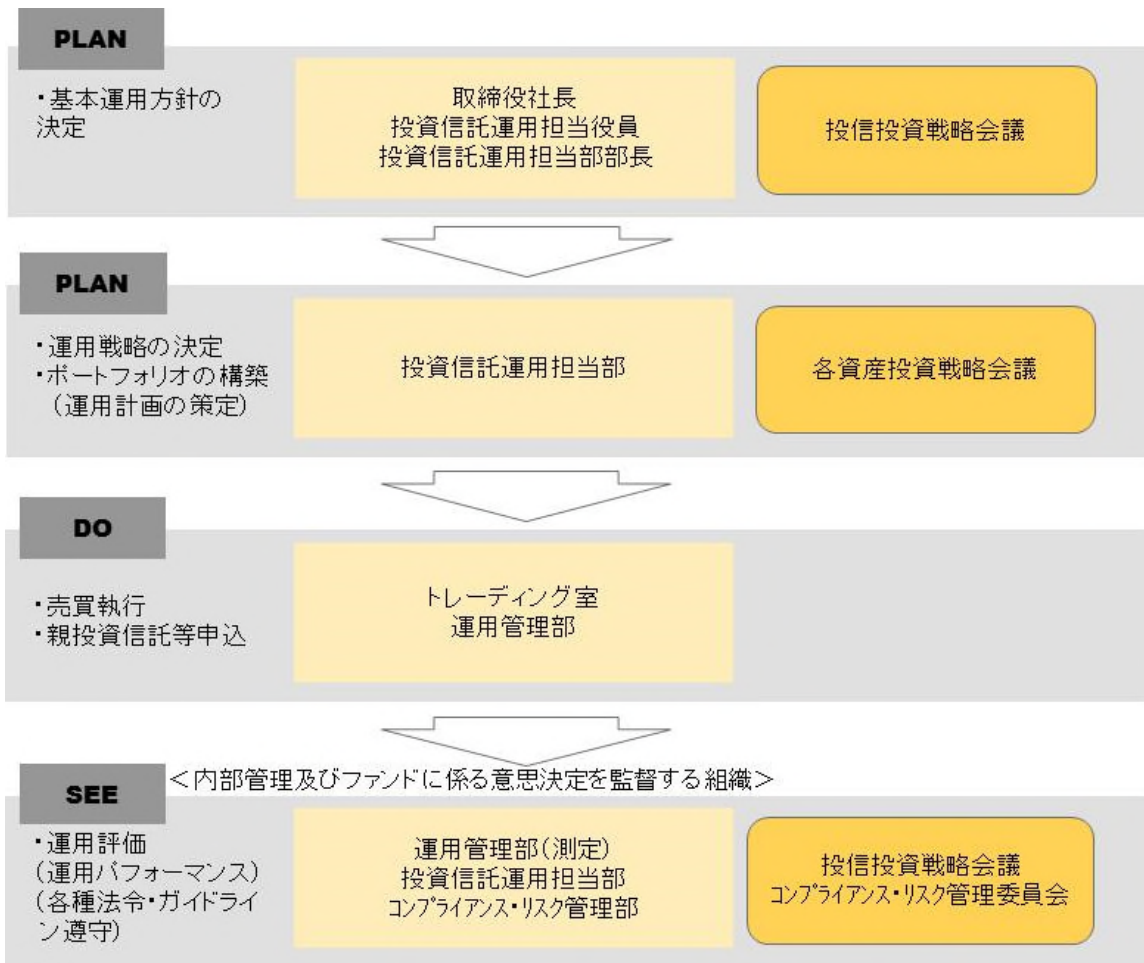 PLAN
・基本運用方針の
決定
取締役社長
投資信託運用担当役員
投資信託運用担当部部長
投信投資戦略会議
PLAN
・運用戦略の決定
・ポートフォリオの構築
（運用計画の策定）
投資信託運用担当部
各資産投資戦略会議
DO
・売買執行
・親投資信託等申込
トレーディング室
運用管理部
＜内部管理及びファンドに係る意思決定を監督する組織＞
SEE
・運用評価
(運用パフォーマンス)
(各種法令・ガイドライ
ン遵守)
運用管理部（測定）
投資信託運用担当部
ｺﾝﾌﾟﾗｲｱﾝｽ・ﾘｽｸ管理部
投信投資戦略会議
ｺﾝﾌﾟﾗｲｱﾝｽ・ﾘｽｸ管理委員会